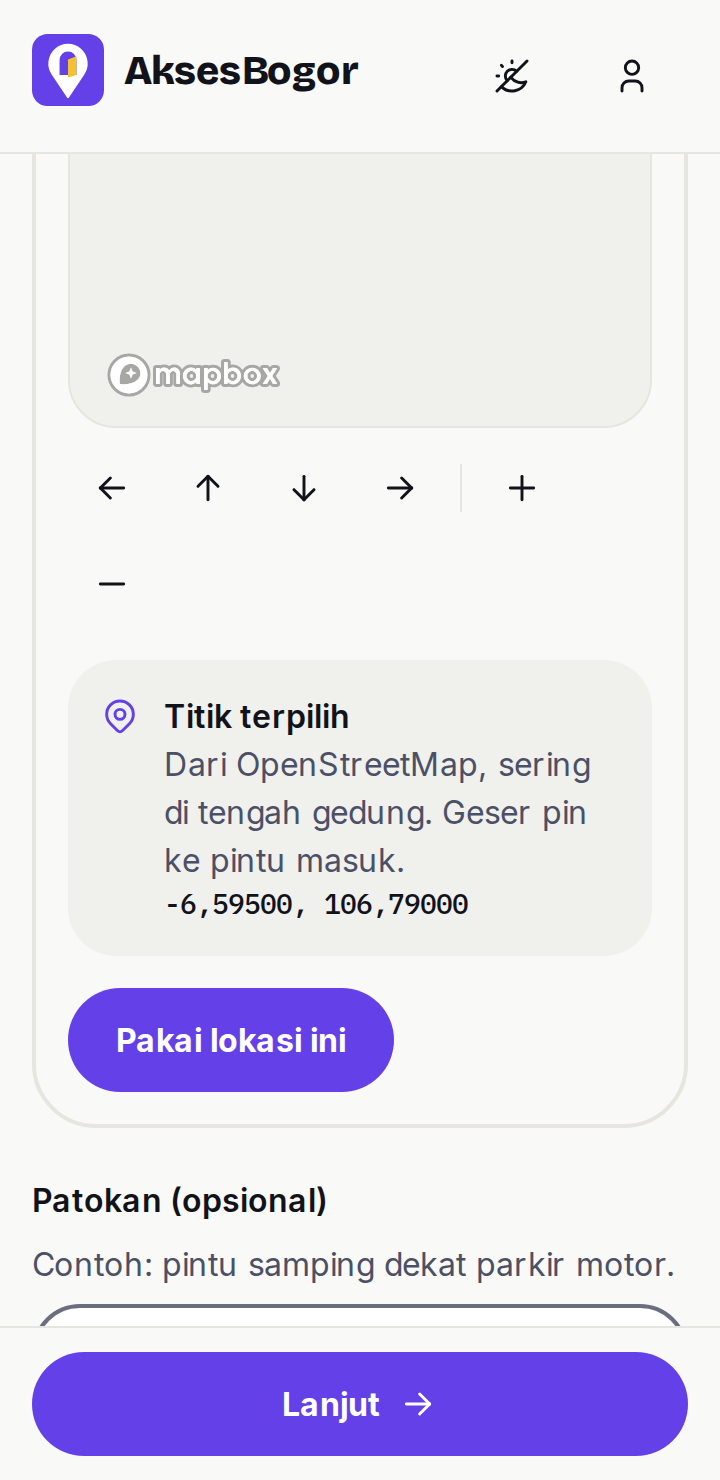 AksesBogor
mapbox
Titik terpilih
Dari OpenStreetMap, sering
di tengah gedung. Geser pin
ke pintu masuk.
-6,59500, 106,79000
Pakai lokasi ini
Patokan (opsional)
Contoh: pintu samping dekat parkir motor.
Lanjut